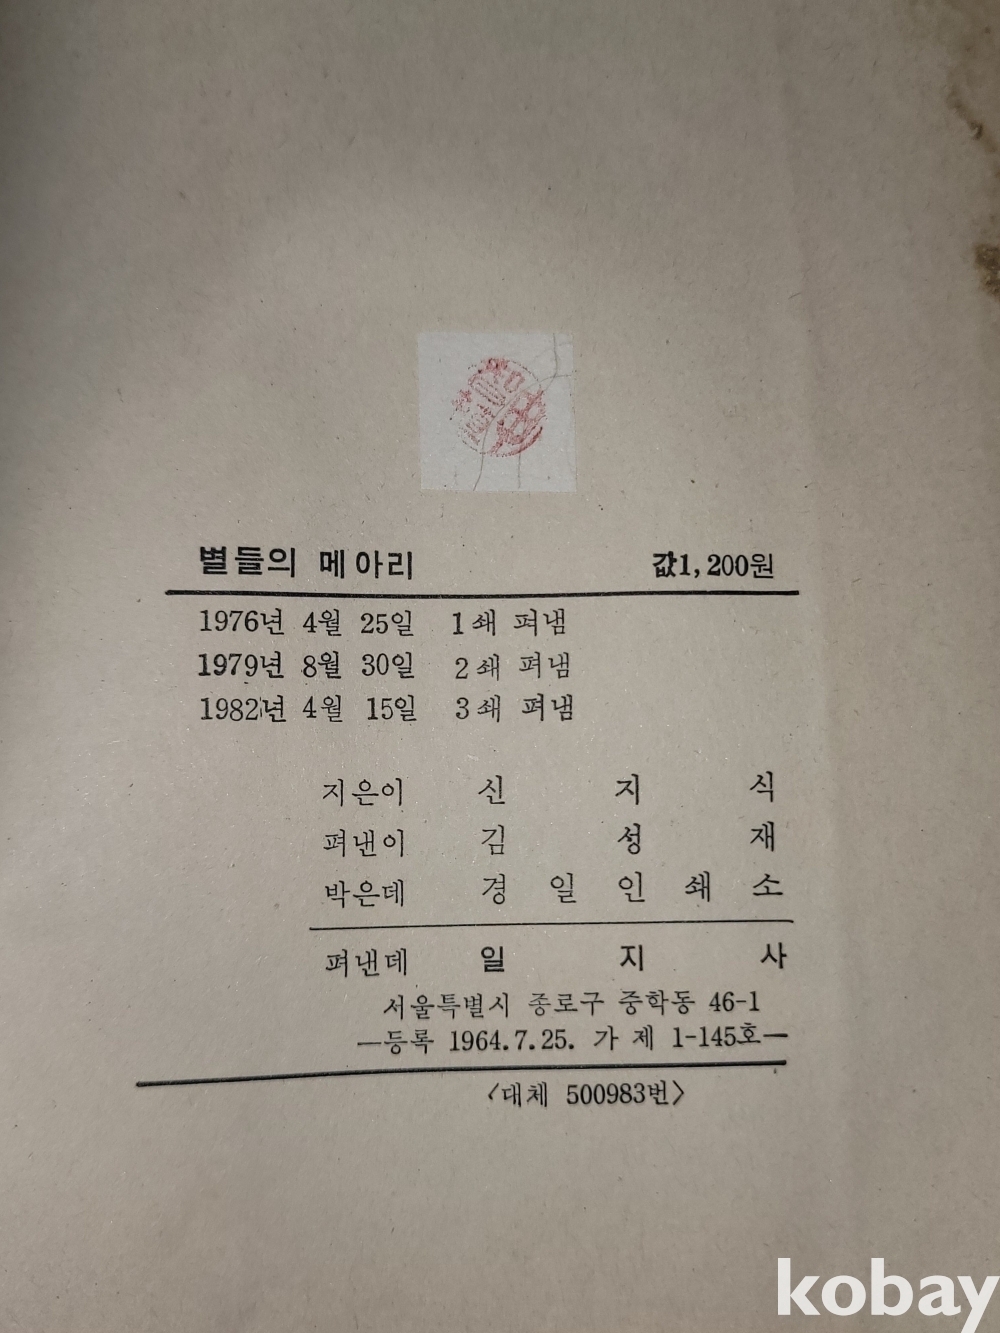 별들의 메아리 값1,200원
1976년 4월 25일 1쇄 펴냄
1979년 8월 30일 2쇄 펴냄
1982년 4월 15일 3쇄 펴냄
지은이 신 지 식
펴낸이 김 성 재
박은데 경 일 인 쇄 소
펴낸데 일 지 사
서울특별시 종로구 중학동 46-1
―등록 1964.7.25. 가 제 1-145호―
〈대체 500983번〉
kobay